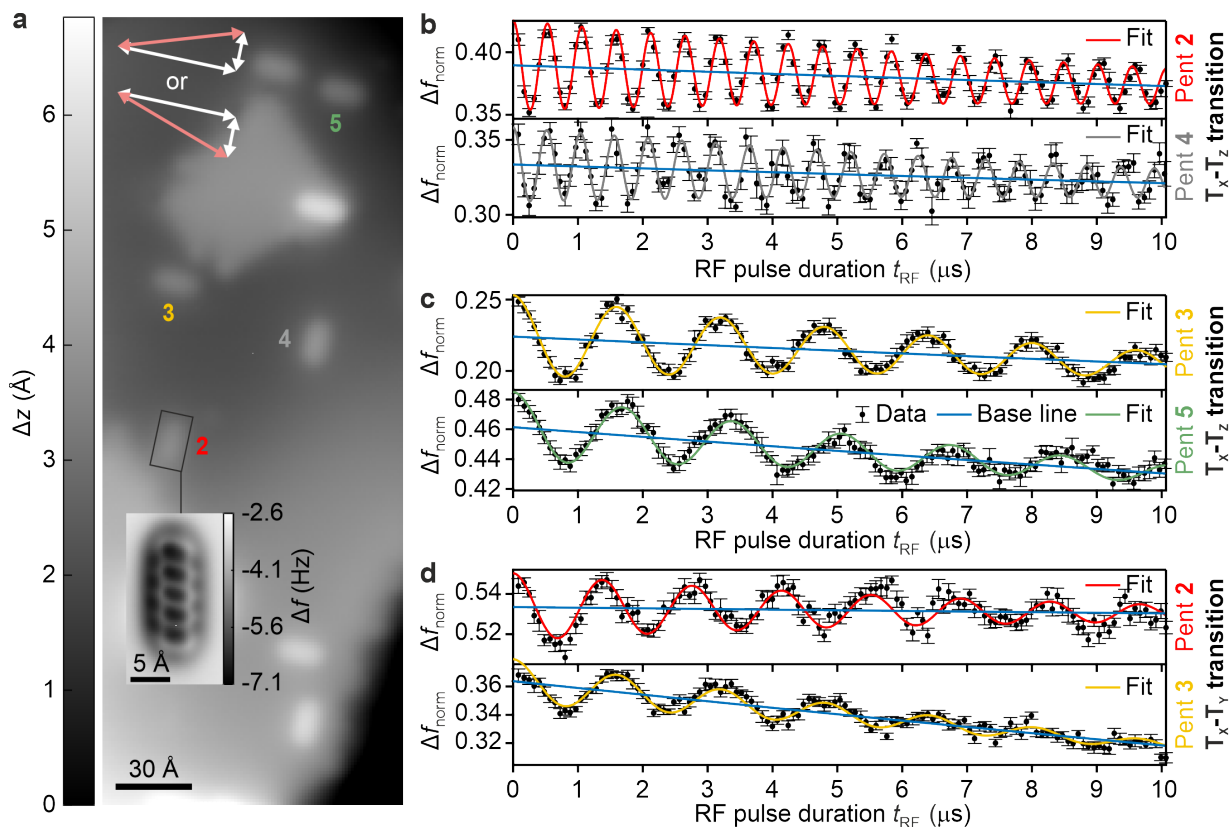 a
6
5
4
3
2
1
0
Δz (Å)
or
5
3
4
2
-2.6
-4.1
-5.6
-7.1
Δf (Hz)
5 Å
30 Å
b
0.40
0.35
Δfnorm
Fit
Pent 2
0.35
0.30
Δfnorm
Fit
Pent 4
TX-TZ transition
0 1 2 3 4 5 6 7 8 9 10
RF pulse duration tRF (μs)
c
0.25
0.20
Δfnorm
Fit
Pent 3
0.48
0.46
0.44
0.42
Δfnorm
Data Base line Fit
Pent 5
TX-TZ transition
0 1 2 3 4 5 6 7 8 9 10
RF pulse duration tRF (μs)
d
0.54
0.52
Δfnorm
Fit
Pent 2
0.36
0.34
0.32
Δfnorm
Fit
Pent 3
TX-TY transition
0 1 2 3 4 5 6 7 8 9 10
RF pulse duration tRF (μs)